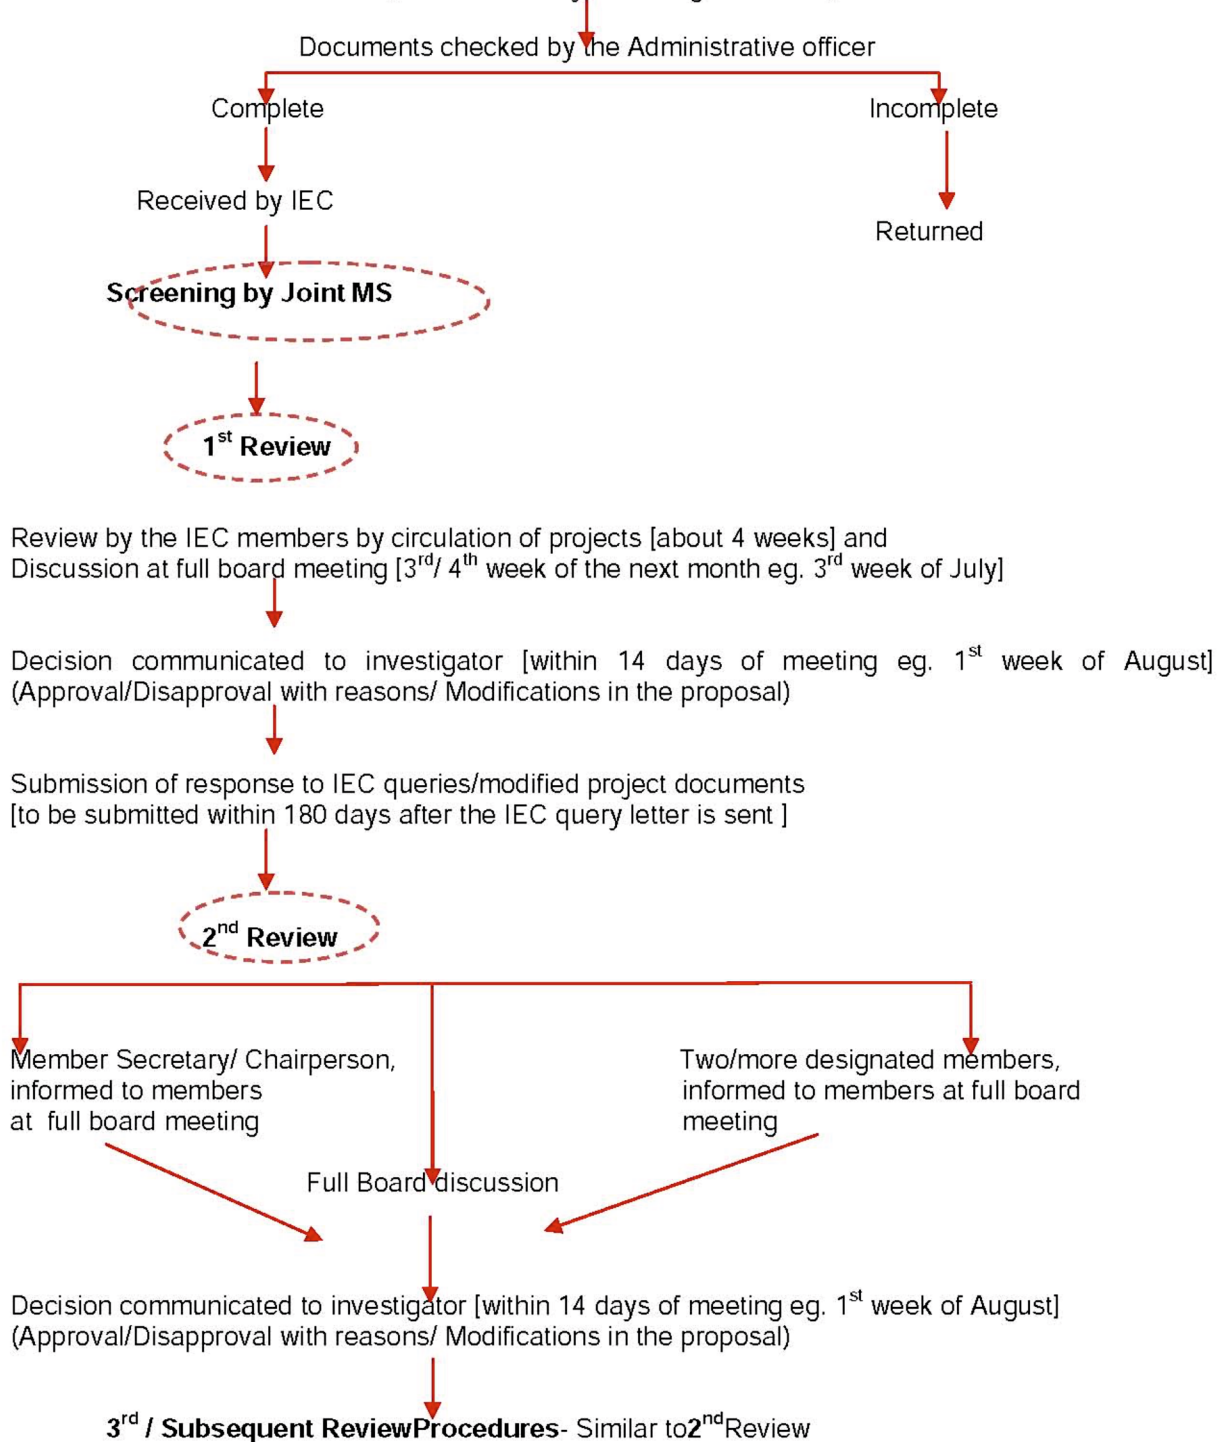 Documents checked by the Administrative officer
Complete
Incomplete
Received by IEC
Returned
Screening by Joint MS
1st Review
Review by the IEC members by circulation of projects [about 4 weeks] and
Discussion at full board meeting [3rd/ 4th week of the next month eg. 3rd week of July]
Decision communicated to investigator [within 14 days of meeting eg. 1st week of August]
(Approval/Disapproval with reasons/ Modifications in the proposal)
Submission of response to IEC queries/modified project documents
[to be submitted within 180 days after the IEC query letter is sent ]
2nd Review
Member Secretary/ Chairperson,
informed to members
at full board meeting
Two/more designated members,
informed to members at full board
meeting
Full Board discussion
Decision communicated to investigator [within 14 days of meeting eg. 1st week of August]
(Approval/Disapproval with reasons/ Modifications in the proposal)
3rd / Subsequent ReviewProcedures- Similar to2ndReview